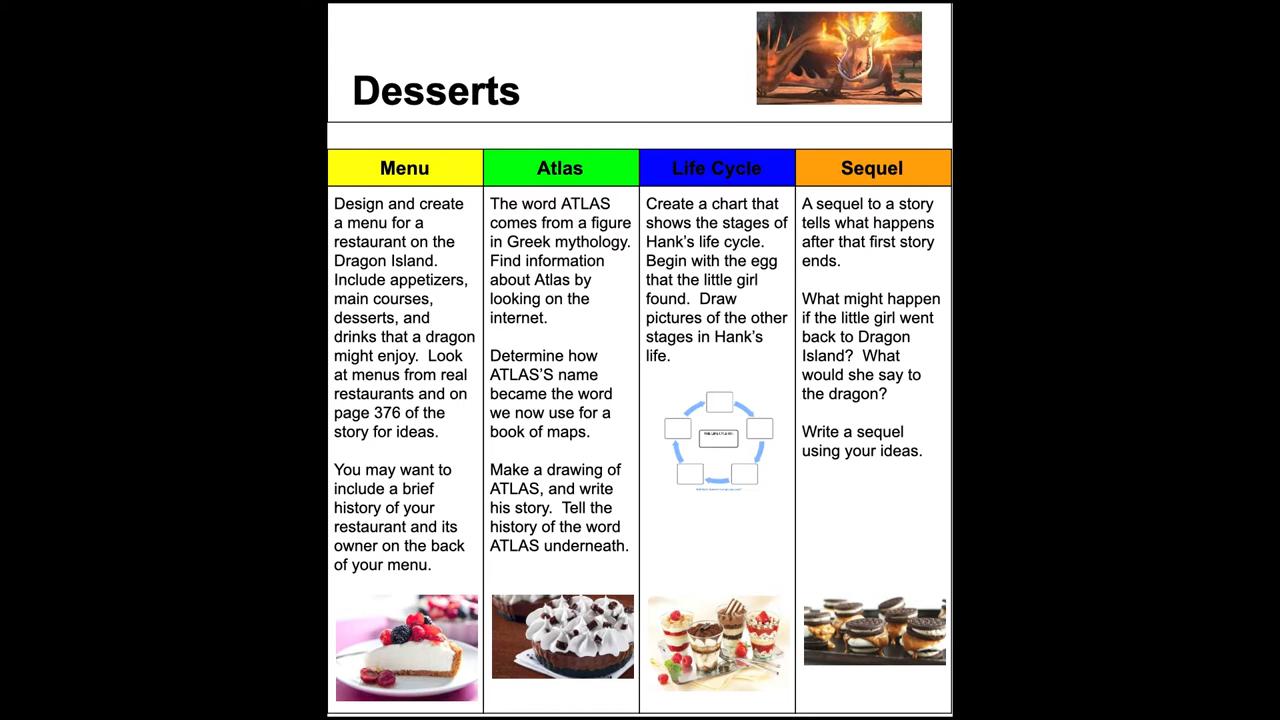 Desserts
Menu
Atlas
Life Cycle
Sequel
Design and create
a menu for a
restaurant on the
Dragon Island.
Include appetizers,
main courses,
desserts, and
drinks that a dragon
might enjoy.  Look
at menus from real
restaurants and on
page 376 of the
story for ideas.
You may want to
include a brief
history of your
restaurant and its
owner on the back
of your menu.
The word ATLAS
comes from a figure
in Greek mythology.
Find information
about Atlas by
looking on the
internet.
Determine how
ATLAS’S name
became the word
we now use for a
book of maps.
Make a drawing of
ATLAS, and write
his story.  Tell the
history of the word
ATLAS underneath.
Create a chart that
shows the stages of
Hank’s life cycle.
Begin with the egg
that the little girl
found.  Draw
pictures of the other
stages in Hank’s
life.
A sequel to a story
tells what happens
after that first story
ends.
What might happen
if the little girl went
back to Dragon
Island?  What
would she say to
the dragon?
Write a sequel
using your ideas.